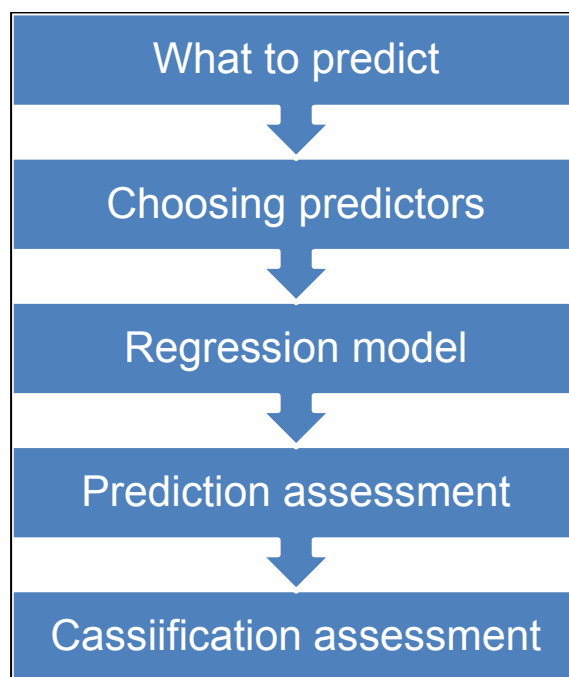 What to predict
Choosing predictors
Regression model
Prediction assessment
Cassiification assessment